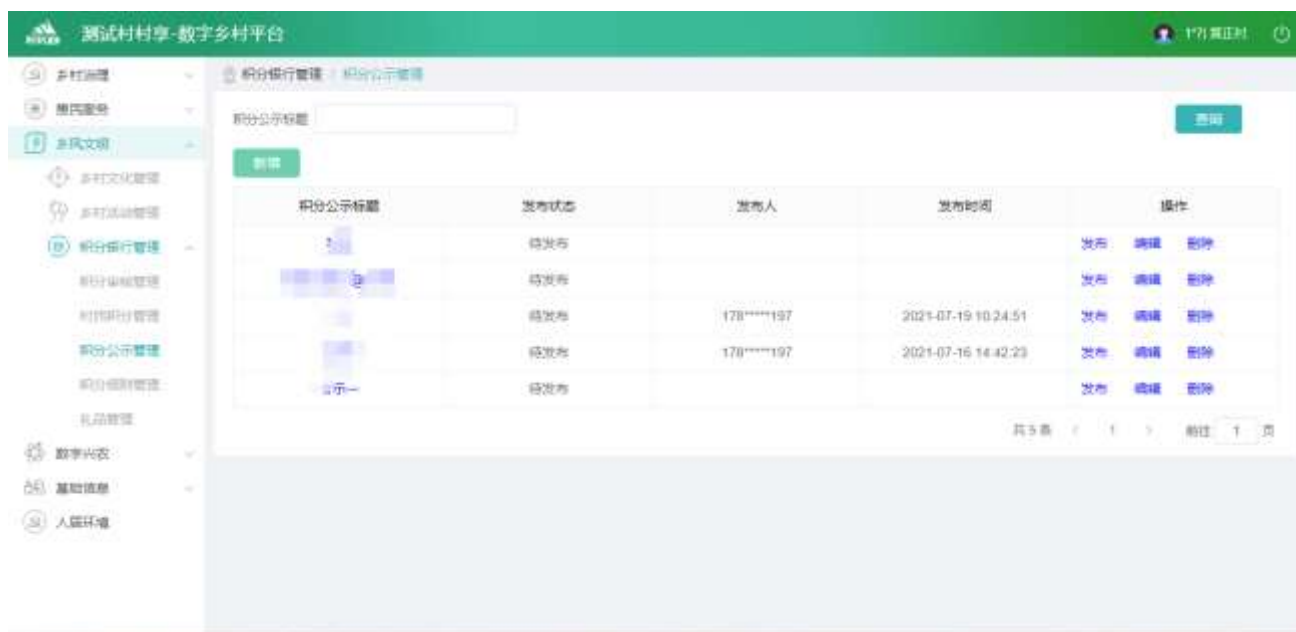 测试村村享-数字乡村平台
乡村治理
惠民服务
乡风文明
乡村文化管理
乡村活动管理
积分银行管理
积分审核管理
村民积分管理
积分公示管理
积分细则管理
礼品管理
数字兴农
基础信息
人居环境
积分银行管理 / 积分公示管理
积分公示标题 查询
新增
积分公示标题 发布状态 发布人 发布时间 操作
待发布 发布 编辑 删除
待发布 发布 编辑 删除
待发布 178*****197 2021-07-19 10:24:51 发布 编辑 删除
待发布 178*****197 2021-07-16 14:42:23 发布 编辑 删除
公示一 待发布 发布 编辑 删除
共 5 条 < 1 > 前往 1 页